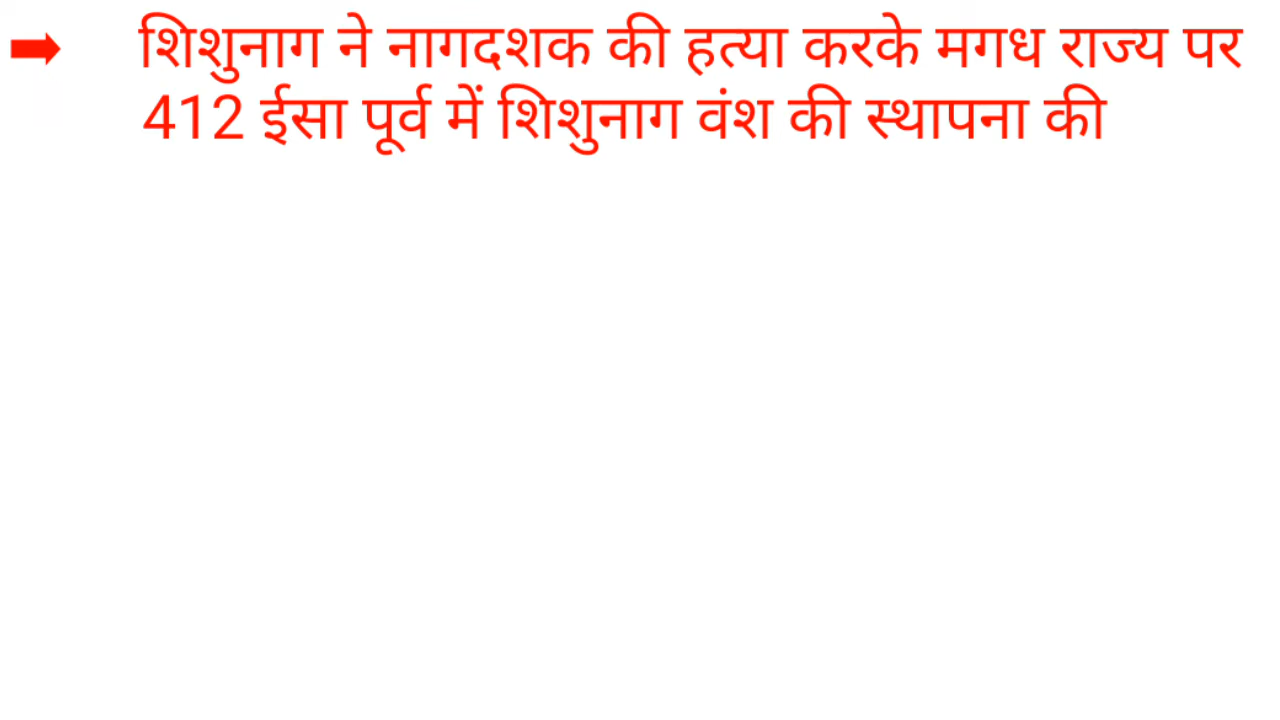 ➡ शिशुनाग ने नागदशक की हत्या करके मगध राज्य पर
412 ईसा पूर्व में शिशुनाग वंश की स्थापना की